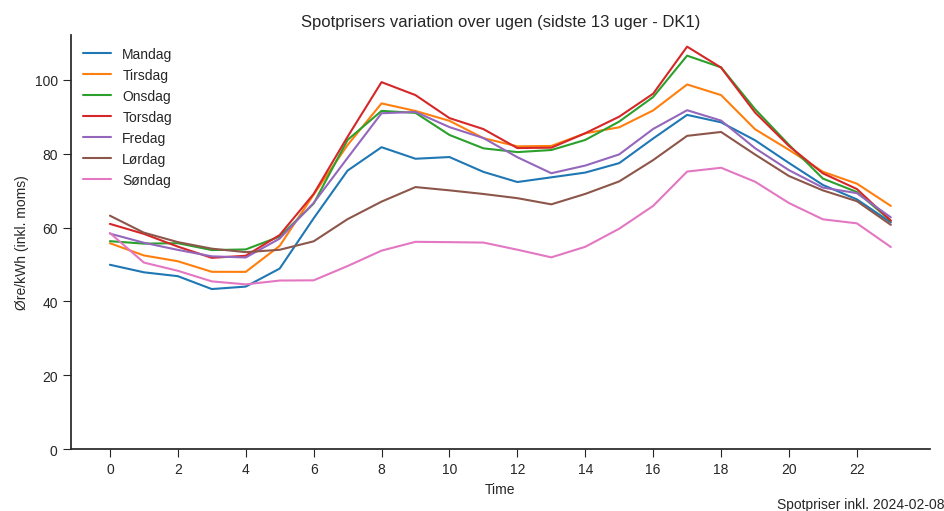 Spotprisers variation over ugen (sidste 13 uger - DK1)
Mandag
Tirsdag
Onsdag
Torsdag
Fredag
Lørdag
Søndag
Øre/kWh (inkl. moms)
100
80
60
40
20
0
0 2 4 6 8 10 12 14 16 18 20 22
Time
Spotpriser inkl. 2024-02-08